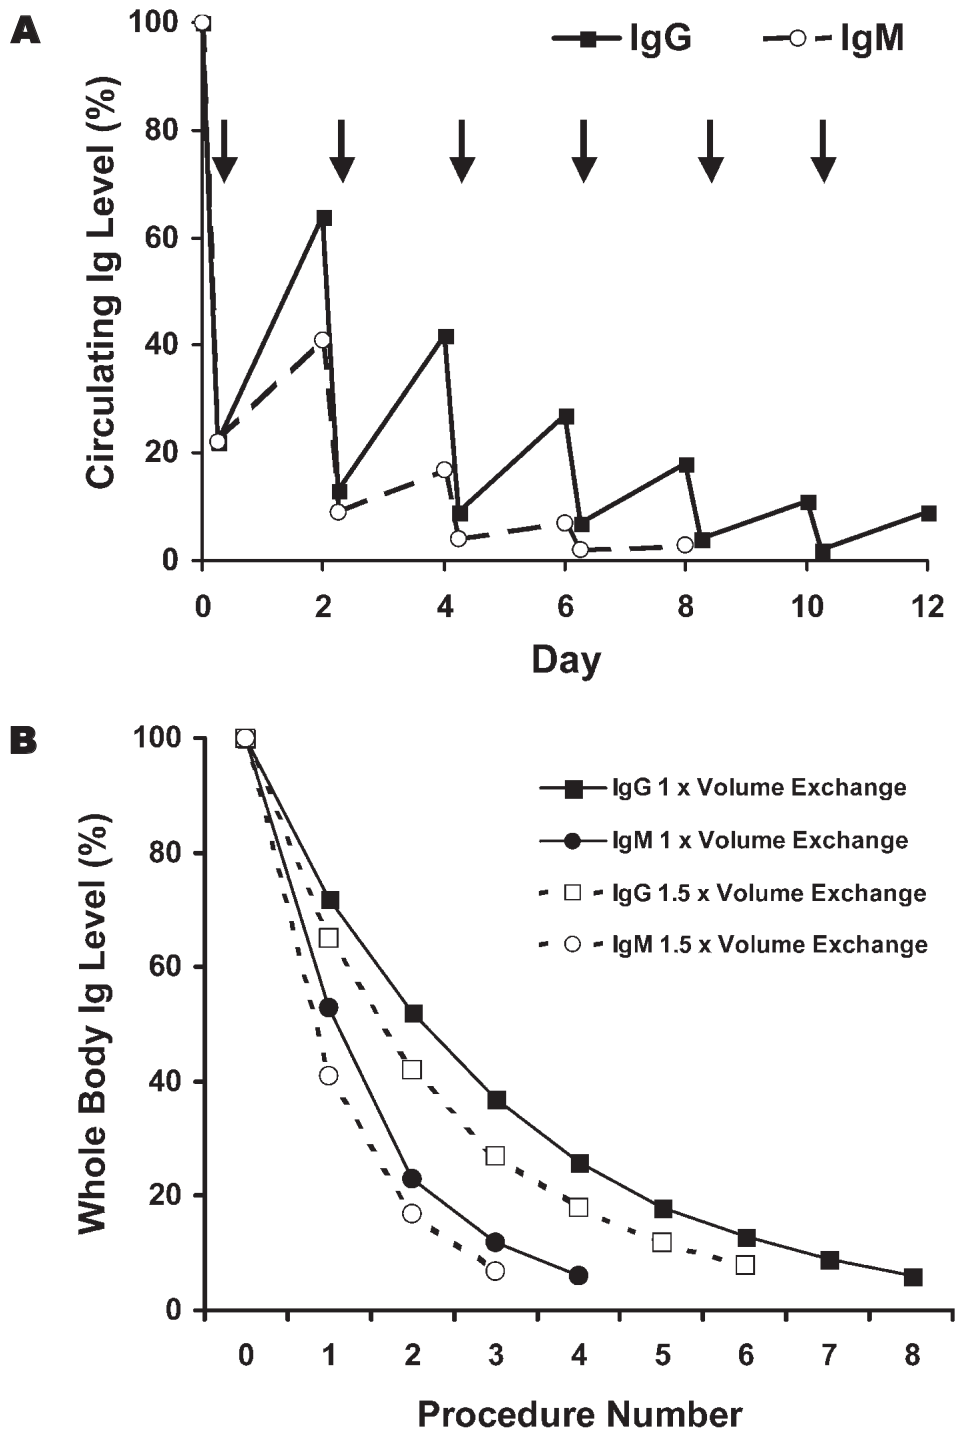 A
IgG
IgM
Circulating Ig Level (%)
100
80
60
40
20
0
0 2 4 6 8 10 12
Day
B
IgG 1 x Volume Exchange
IgM 1 x Volume Exchange
IgG 1.5 x Volume Exchange
IgM 1.5 x Volume Exchange
Whole Body Ig Level (%)
100
80
60
40
20
0
0 1 2 3 4 5 6 7 8
Procedure Number